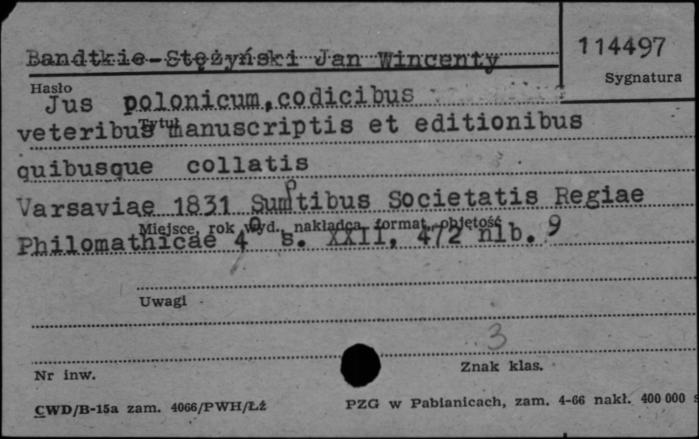 Bandtkie-Stężyński Jan Wincenty
114497
Hasło
Sygnatura
Jus polonicum, codicibus
veteribus manuscriptis et editionibus
Tytuł
quibusque collatis
Varsaviae 1831 Sumptibus Societatis Regiae
Miejsce, rok wyd., nakładca, format, objętość
Philomathicae 4° s. XXII, 472 nlb. 9
Uwagi
3
Nr inw.
Znak klas.
CWD/B-15a zam. 4066/PWH/Łż
PZG w Pabianicach, zam. 4-66 nakł. 400 000 s